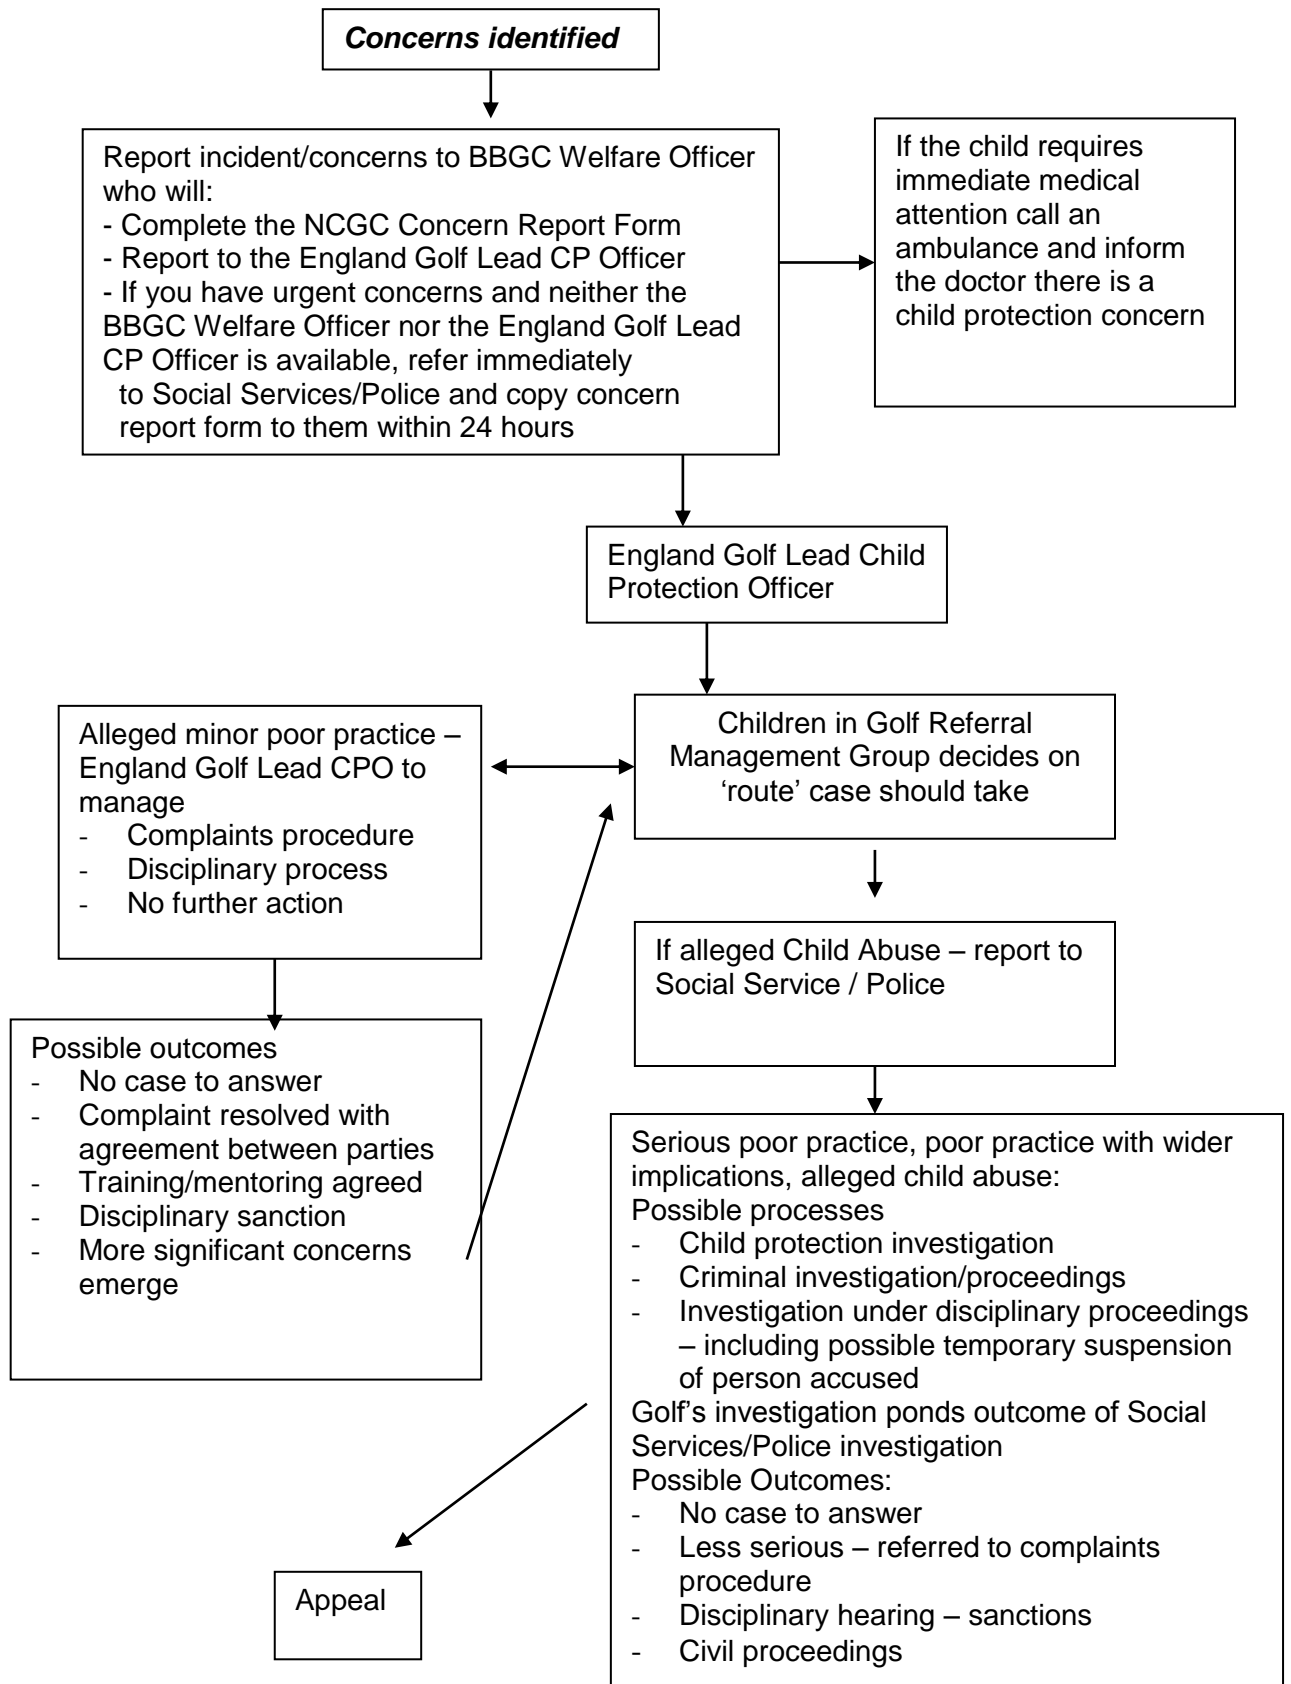 Concerns identified
Report incident/concerns to BBGC Welfare Officer
who will:
- Complete the NCGC Concern Report Form
- Report to the England Golf Lead CP Officer
- If you have urgent concerns and neither the
BBGC Welfare Officer nor the England Golf Lead
CP Officer is available, refer immediately
to Social Services/Police and copy concern
report form to them within 24 hours
If the child requires
immediate medical
attention call an
ambulance and inform
the doctor there is a
child protection concern
England Golf Lead Child
Protection Officer
Children in Golf Referral
Management Group decides on
‘route’ case should take
Alleged minor poor practice –
England Golf Lead CPO to
manage
- Complaints procedure
- Disciplinary process
- No further action
If alleged Child Abuse – report to
Social Service / Police
Possible outcomes
- No case to answer
- Complaint resolved with
agreement between parties
- Training/mentoring agreed
- Disciplinary sanction
- More significant concerns
emerge
Serious poor practice, poor practice with wider
implications, alleged child abuse:
Possible processes
- Child protection investigation
- Criminal investigation/proceedings
- Investigation under disciplinary proceedings
– including possible temporary suspension
of person accused
Golf’s investigation ponds outcome of Social
Services/Police investigation
Possible Outcomes:
- No case to answer
- Less serious – referred to complaints
procedure
- Disciplinary hearing – sanctions
- Civil proceedings
Appeal